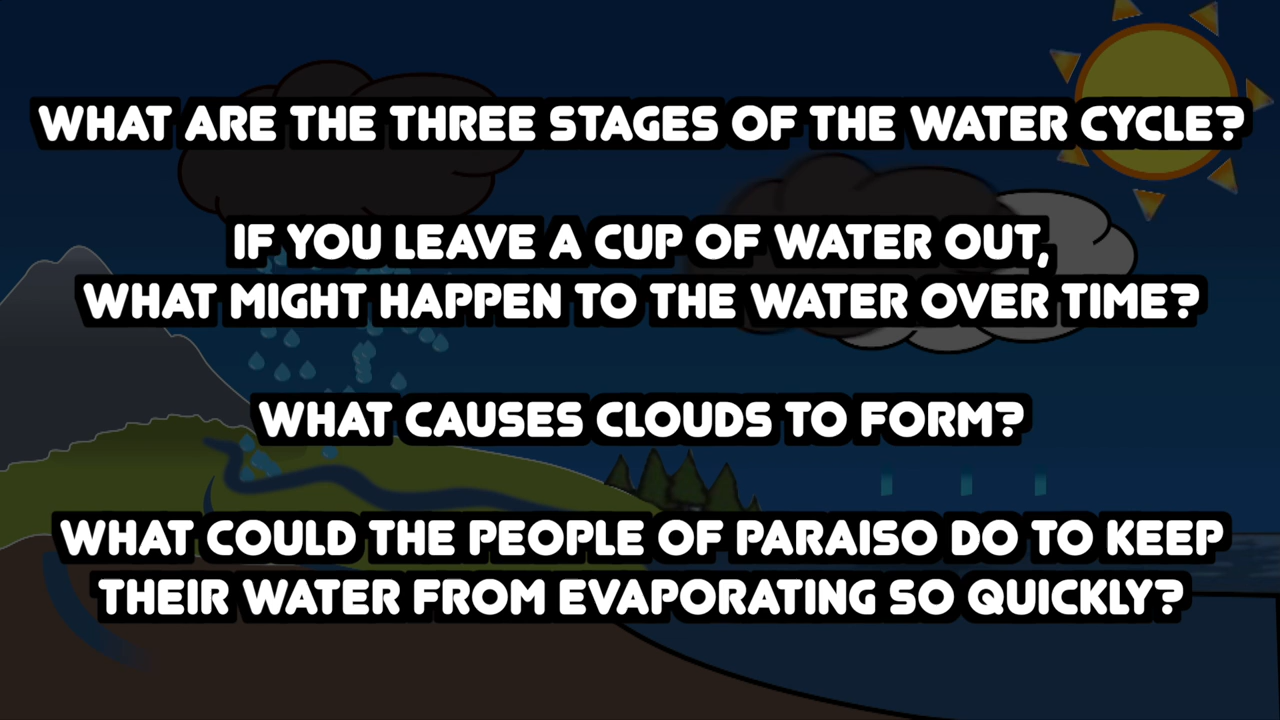 WHAT ARE THE THREE STAGES OF THE WATER CYCLE?
IF YOU LEAVE A CUP OF WATER OUT,
WHAT MIGHT HAPPEN TO THE WATER OVER TIME?
WHAT CAUSES CLOUDS TO FORM?
WHAT COULD THE PEOPLE OF PARAISO DO TO KEEP
THEIR WATER FROM EVAPORATING SO QUICKLY?